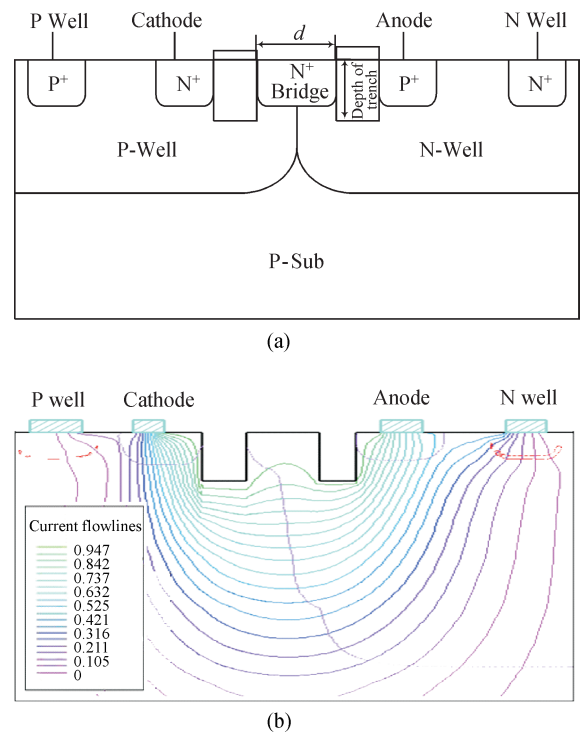 P Well Cathode d Anode N Well
P+ N+ N+ Bridge Depth of trench P+ N+
P-Well N-Well
P-Sub
(a)
P well Cathode Anode N well
Current flowlines
0.947
0.842
0.737
0.632
0.525
0.421
0.316
0.211
0.105
0
(b)